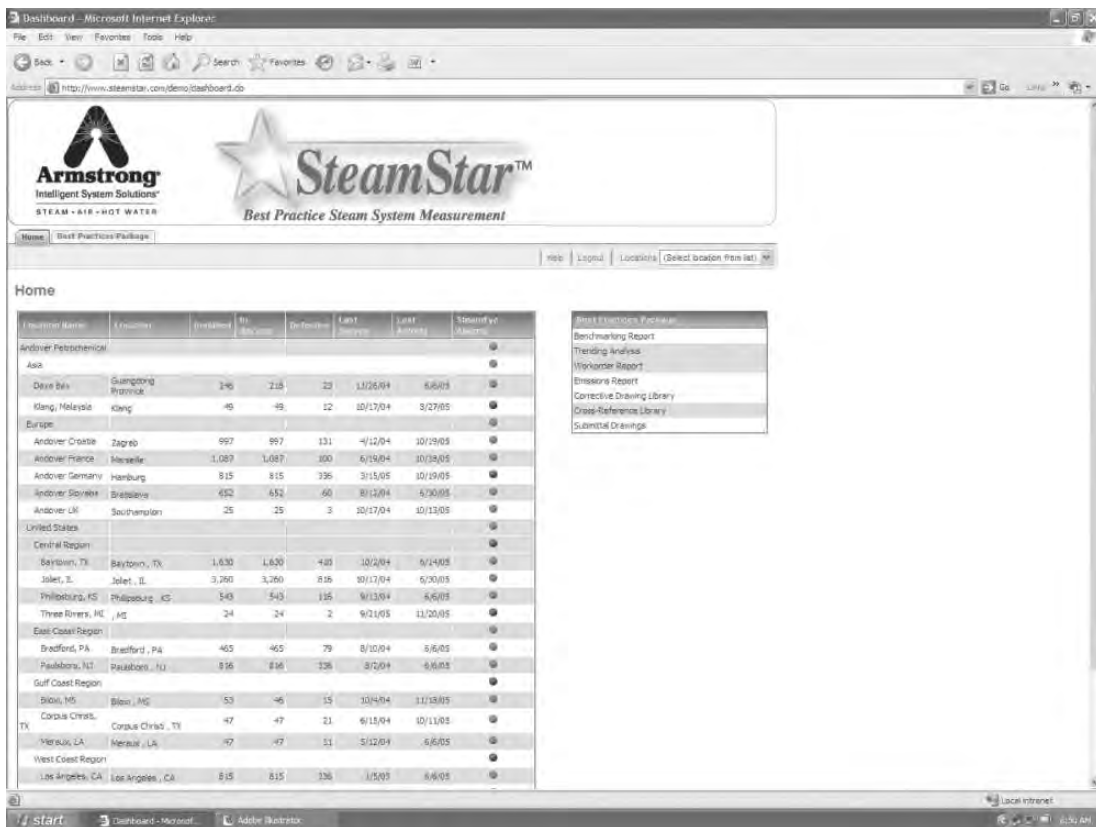 Dashboard - Microsoft Internet Explorer
File Edit View Favorites Tools Help
Back Search Favorites
Address http://www.steamstar.com/demo/dashboard.do Go Links
Armstrong
Intelligent System Solutions
STEAM • AIR • HOT WATER
SteamStar™
Best Practice Steam System Measurement
Home Best Practices Package
Help Logout Locations (Select location from list)
Home
Location Name Location Installed In Defective Last Last Alarms
Andover Petrochemical
Asia
Daya Bay Guangdong Province 246 218 23 6/6/05
Klang, Malaysia Klang 49 49 12 10/17/04 3/27/05
Europe
Andover Croatia Zagreb 997 997 131 4/12/04 10/19/05
Andover France Marseille 1,087 1,087 100 6/19/04 10/18/05
Andover Germany Hamburg 815 815 336 3/15/05 10/19/05
Andover Slovakia Bratislava 652 652 60 8/12/04 6/30/05
Andover UK Southampton 25 25 3 10/17/04 10/13/05
United States
Central Region
Baytown, TX Baytown , TX 1,630 1,630 410 10/2/04 6/14/05
Joliet, IL Joliet , IL 3,260 3,260 816 10/17/04 6/30/05
Phillipsburg, KS Phillipsburg , KS 543 543 116 9/13/04 6/6/05
Three Rivers, MI , MI 24 24 2 9/21/05 11/20/05
East Coast Region
Bradford, PA Bradford , PA 465 465 79 8/10/04 6/6/05
Paulsboro, NJ Paulsboro , NJ 816 816 336 8/2/04 6/6/05
Gulf Coast Region
Biloxi, MS Biloxi , MS 53 46 15 10/4/04 11/18/05
Corpus Christi, TX Corpus Christi , TX 47 47 21 6/15/04 10/11/05
Meraux, LA Meraux , LA 47 47 11 5/12/04 6/6/05
West Coast Region
Los Angeles, CA Los Angeles , CA 815 815 336 1/5/05 6/6/05
Best Practices Package
Benchmarking Report
Trending Analysis
Workorder Report
Emissions Report
Corrective Drawing Library
Cross-Reference Library
Submittal Drawings
Local intranet
start Dashboard - Microsof... Adobe Illustrator 6:50 AM